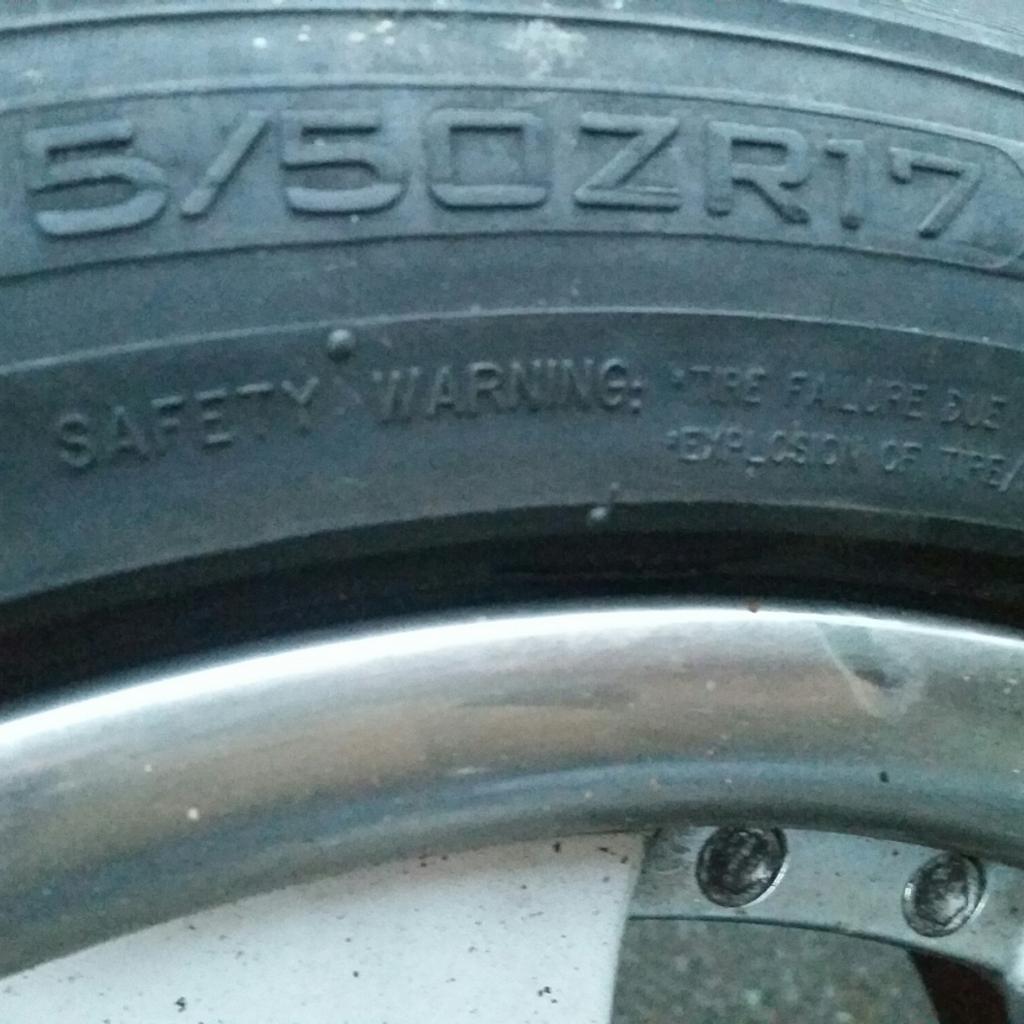 5/50ZR17
SAFETY WARNING: •TIRE FAILURE DUE
•EXPLOSION OF TIRE/